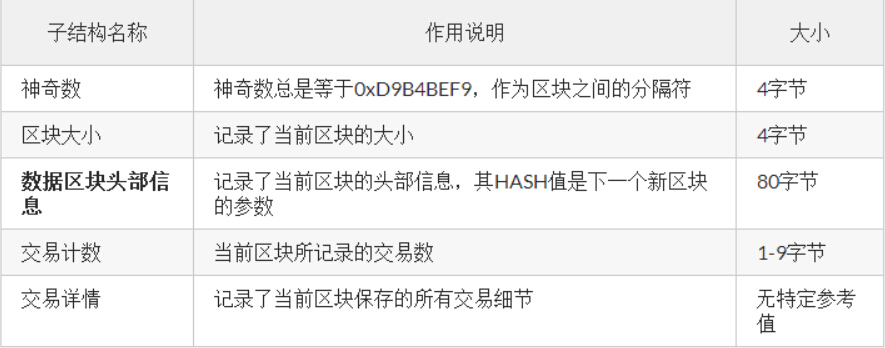 子结构名称 作用说明 大小
神奇数 神奇数总是等于0xD9B4BEF9，作为区块之间的分隔符 4字节
区块大小 记录了当前区块的大小 4字节
数据区块头部信 记录了当前区块的头部信息，其HASH值是下一个新区块 80字节
息 的参数
交易计数 当前区块所记录的交易数 1-9字节
交易详情 记录了当前区块保存的所有交易细节 无特定参考
值